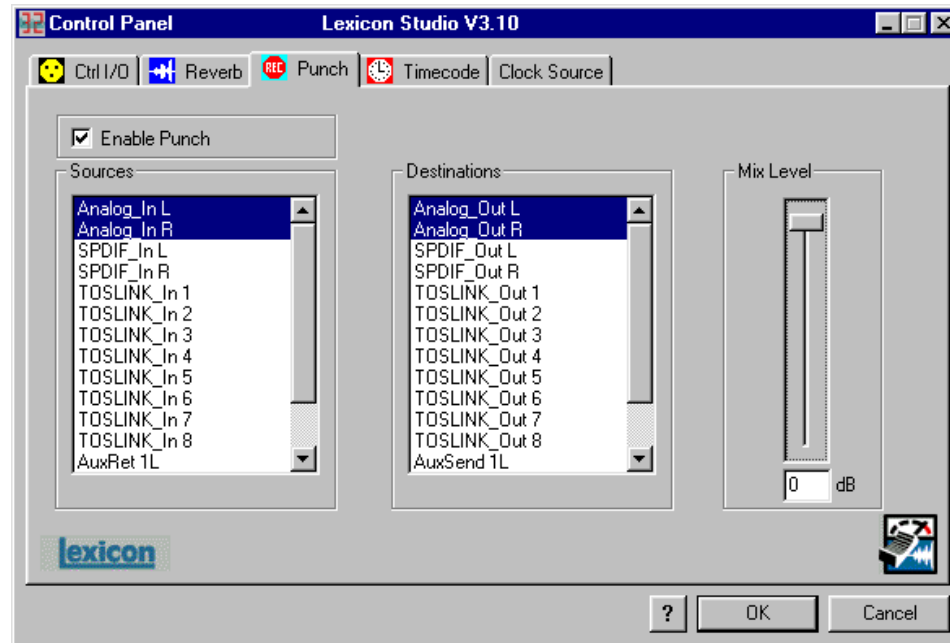 Control Panel Lexicon Studio V3.10
Ctrl I/O Reverb REC Punch Timecode Clock Source
Enable Punch
Sources
Analog_In L
Analog_In R
SPDIF_In L
SPDIF_In R
TOSLINK_In 1
TOSLINK_In 2
TOSLINK_In 3
TOSLINK_In 4
TOSLINK_In 5
TOSLINK_In 6
TOSLINK_In 7
TOSLINK_In 8
AuxRet 1L
Destinations
Analog_Out L
Analog_Out R
SPDIF_Out L
SPDIF_Out R
TOSLINK_Out 1
TOSLINK_Out 2
TOSLINK_Out 3
TOSLINK_Out 4
TOSLINK_Out 5
TOSLINK_Out 6
TOSLINK_Out 7
TOSLINK_Out 8
AuxSend 1L
Mix Level
0 dB
lexicon
? OK Cancel